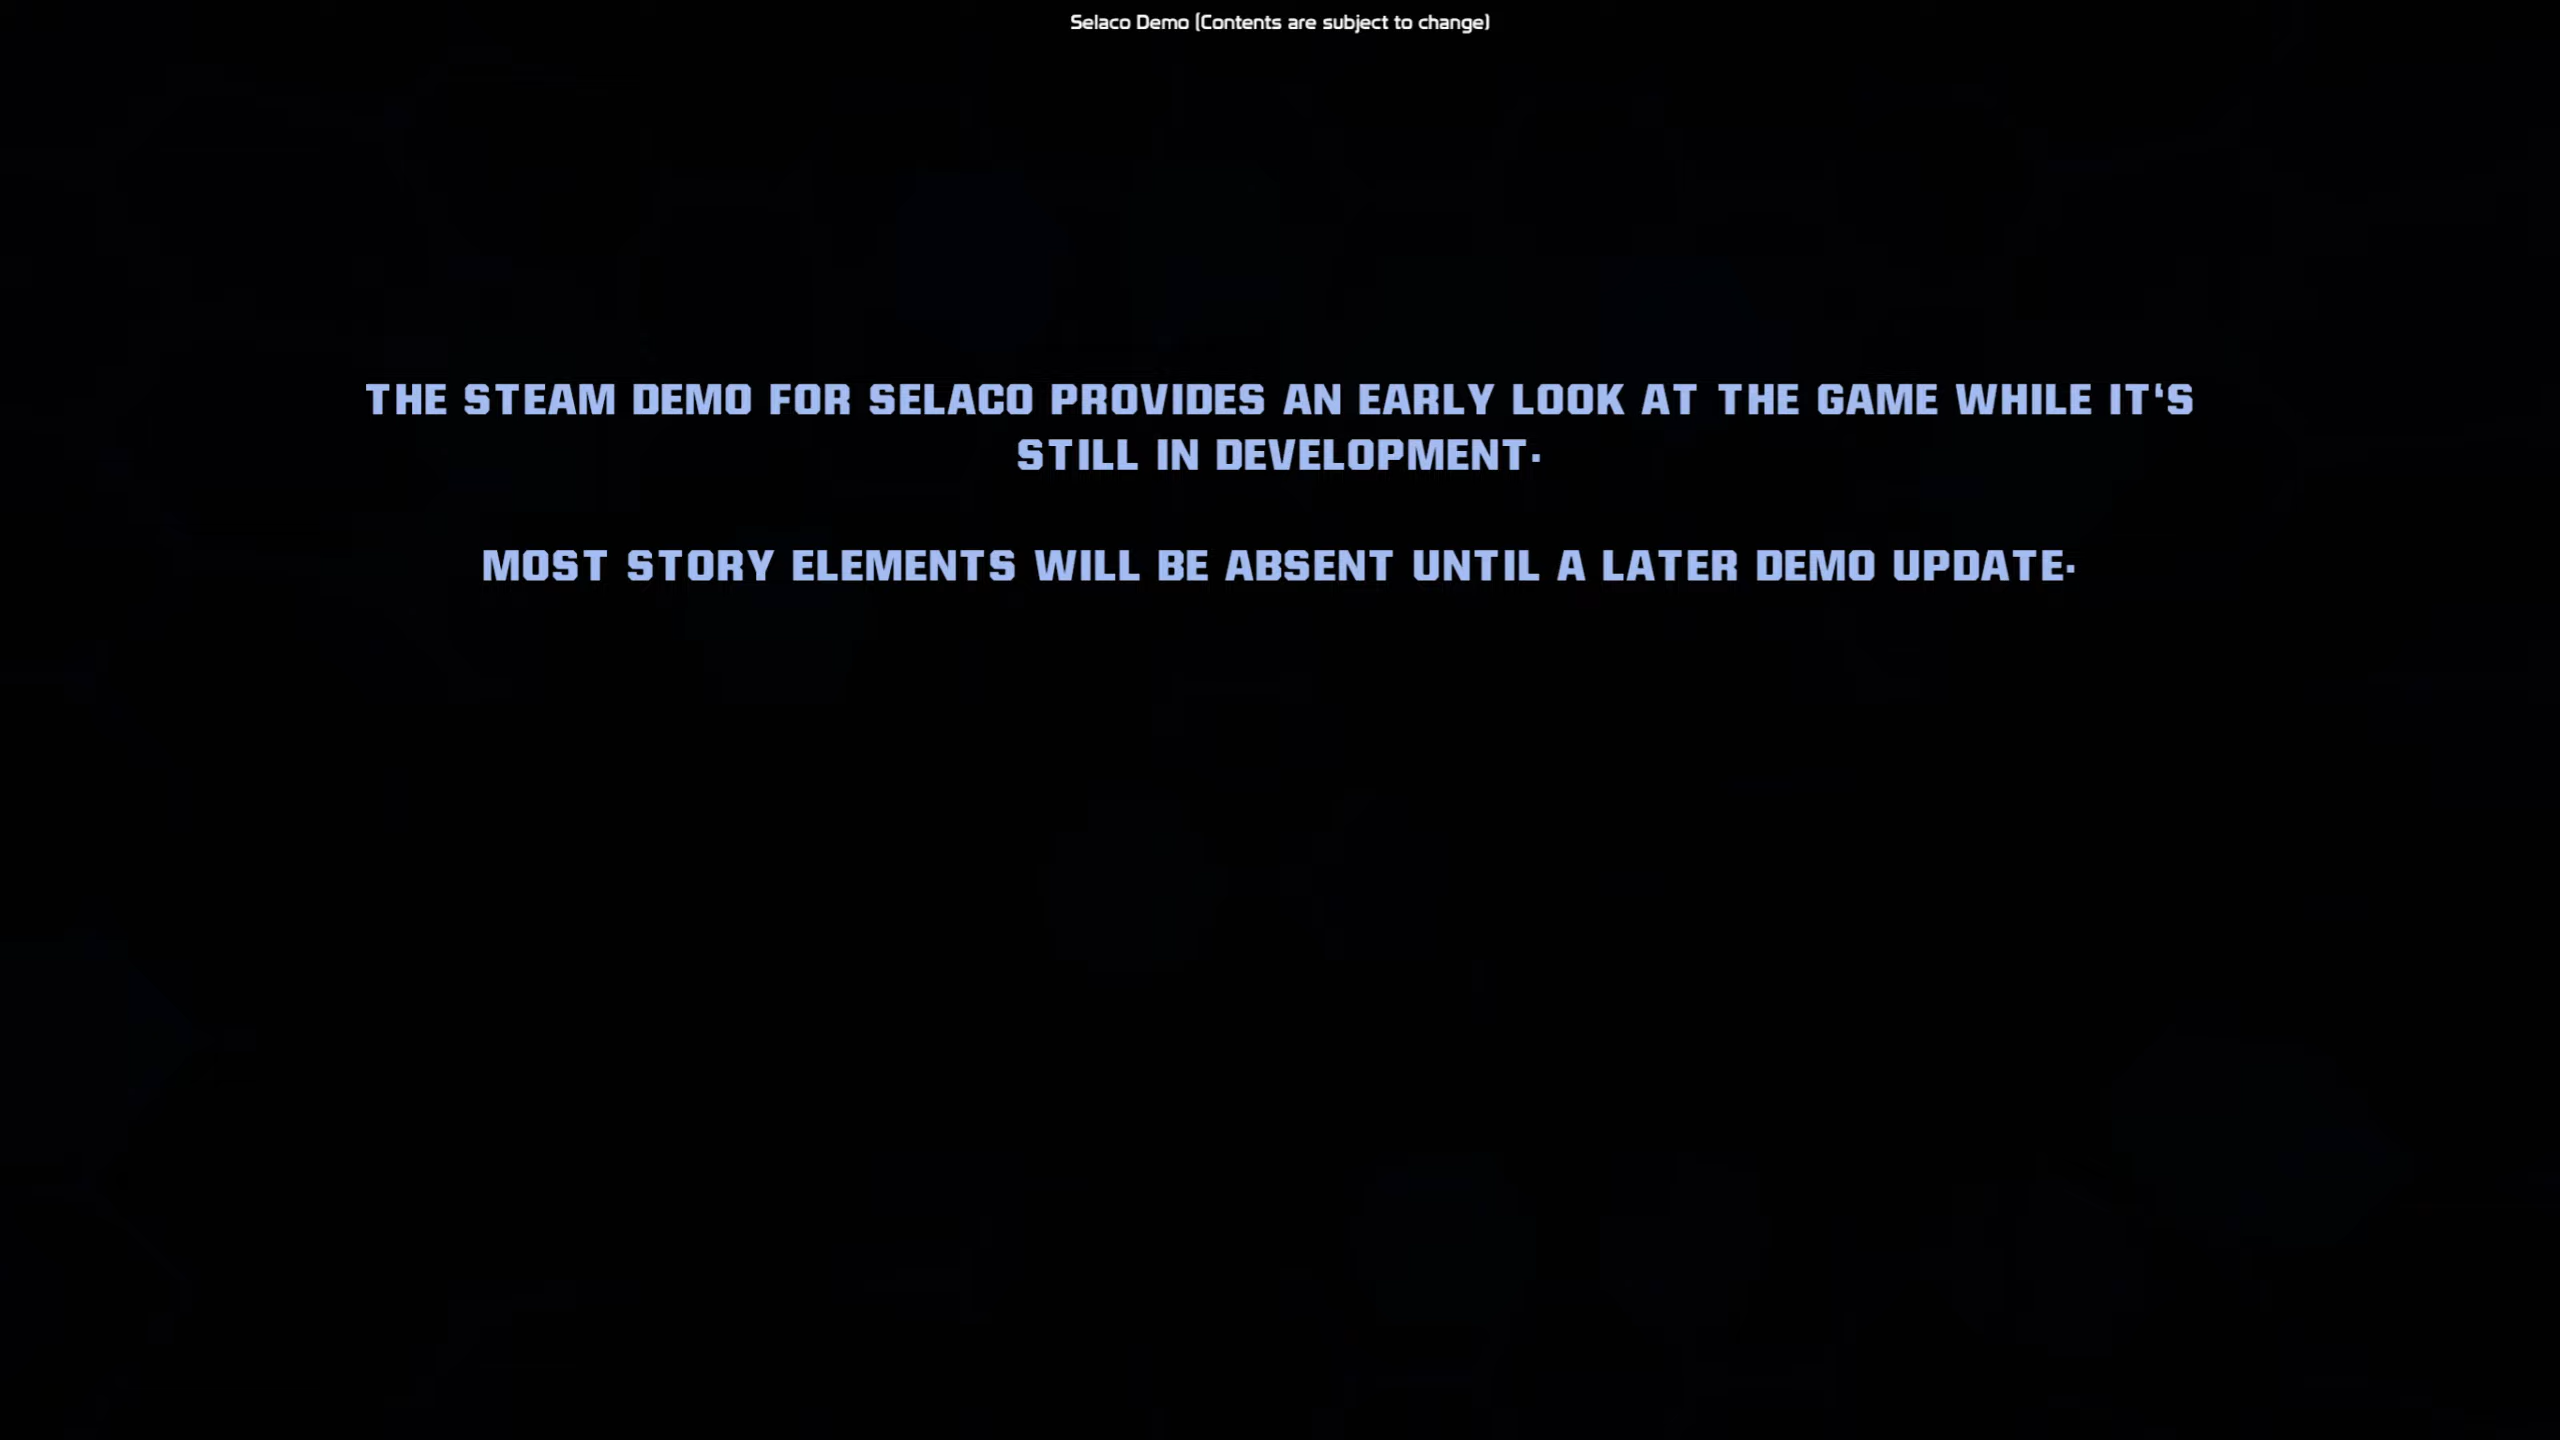 Selaco Demo (Contents are subject to change)
THE STEAM DEMO FOR SELACO PROVIDES AN EARLY LOOK AT THE GAME WHILE IT'S
STILL IN DEVELOPMENT.
MOST STORY ELEMENTS WILL BE ABSENT UNTIL A LATER DEMO UPDATE.